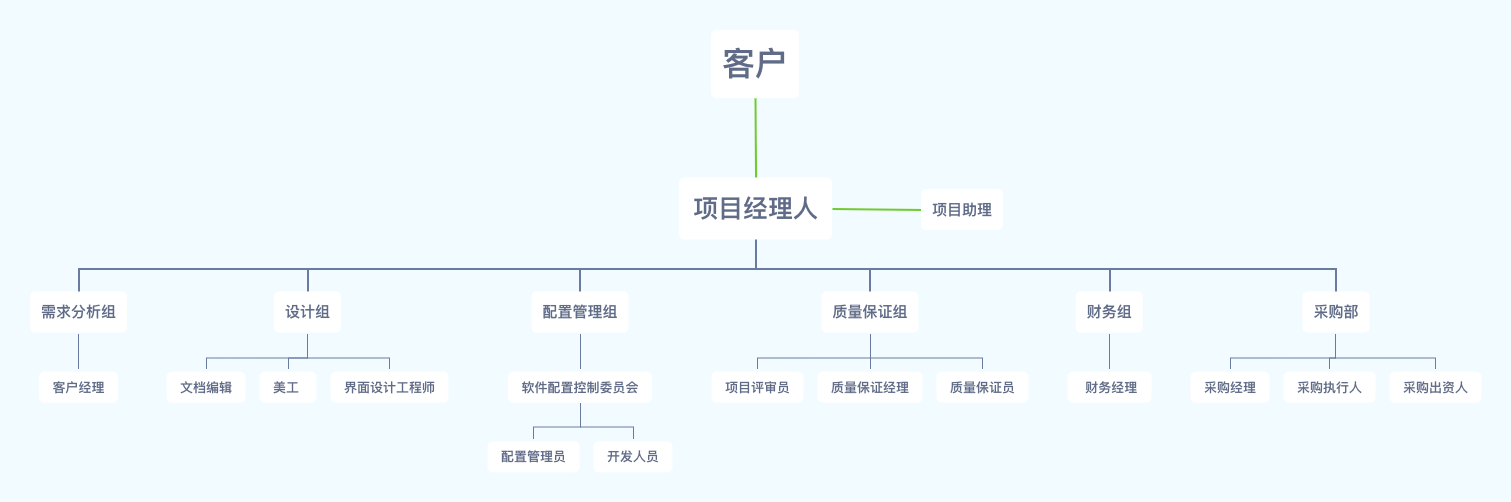 客户
项目经理人
项目助理
需求分析组
设计组
配置管理组
质量保证组
财务组
采购部
客户经理
文档编辑
美工
界面设计工程师
软件配置控制委员会
项目评审员
质量保证经理
质量保证员
财务经理
采购经理
采购执行人
采购出资人
配置管理员
开发人员